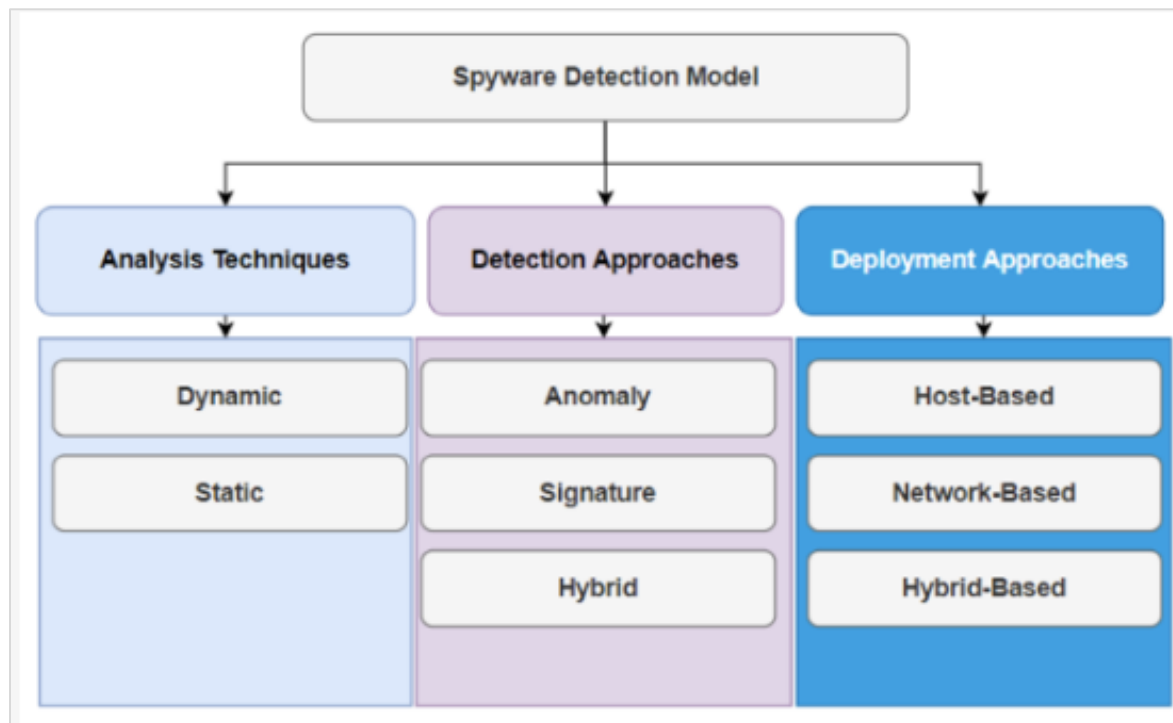 Spyware Detection Model
Analysis Techniques
Detection Approaches
Deployment Approaches
Dynamic
Static
Anomaly
Signature
Hybrid
Host-Based
Network-Based
Hybrid-Based